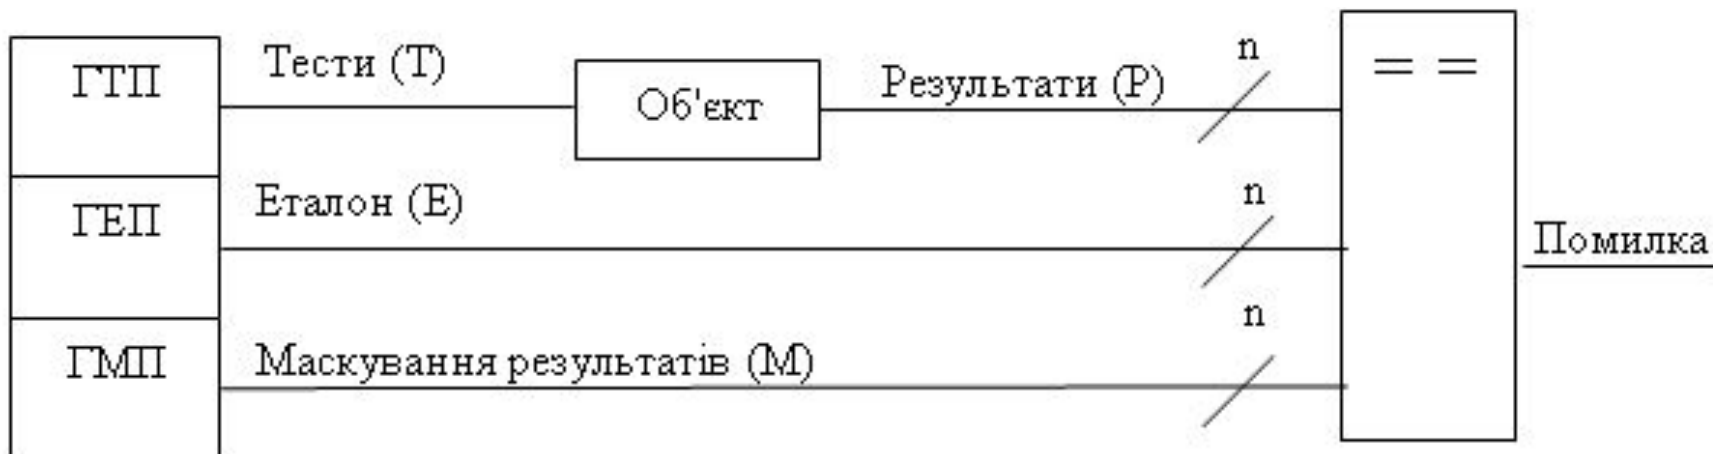 ГТП
Тести (Т)
Об'єкт
Результати (Р)
n
= =
ГЕП
Еталон (Е)
n
Помилка
ГМП
Маскування результатів (М)
n